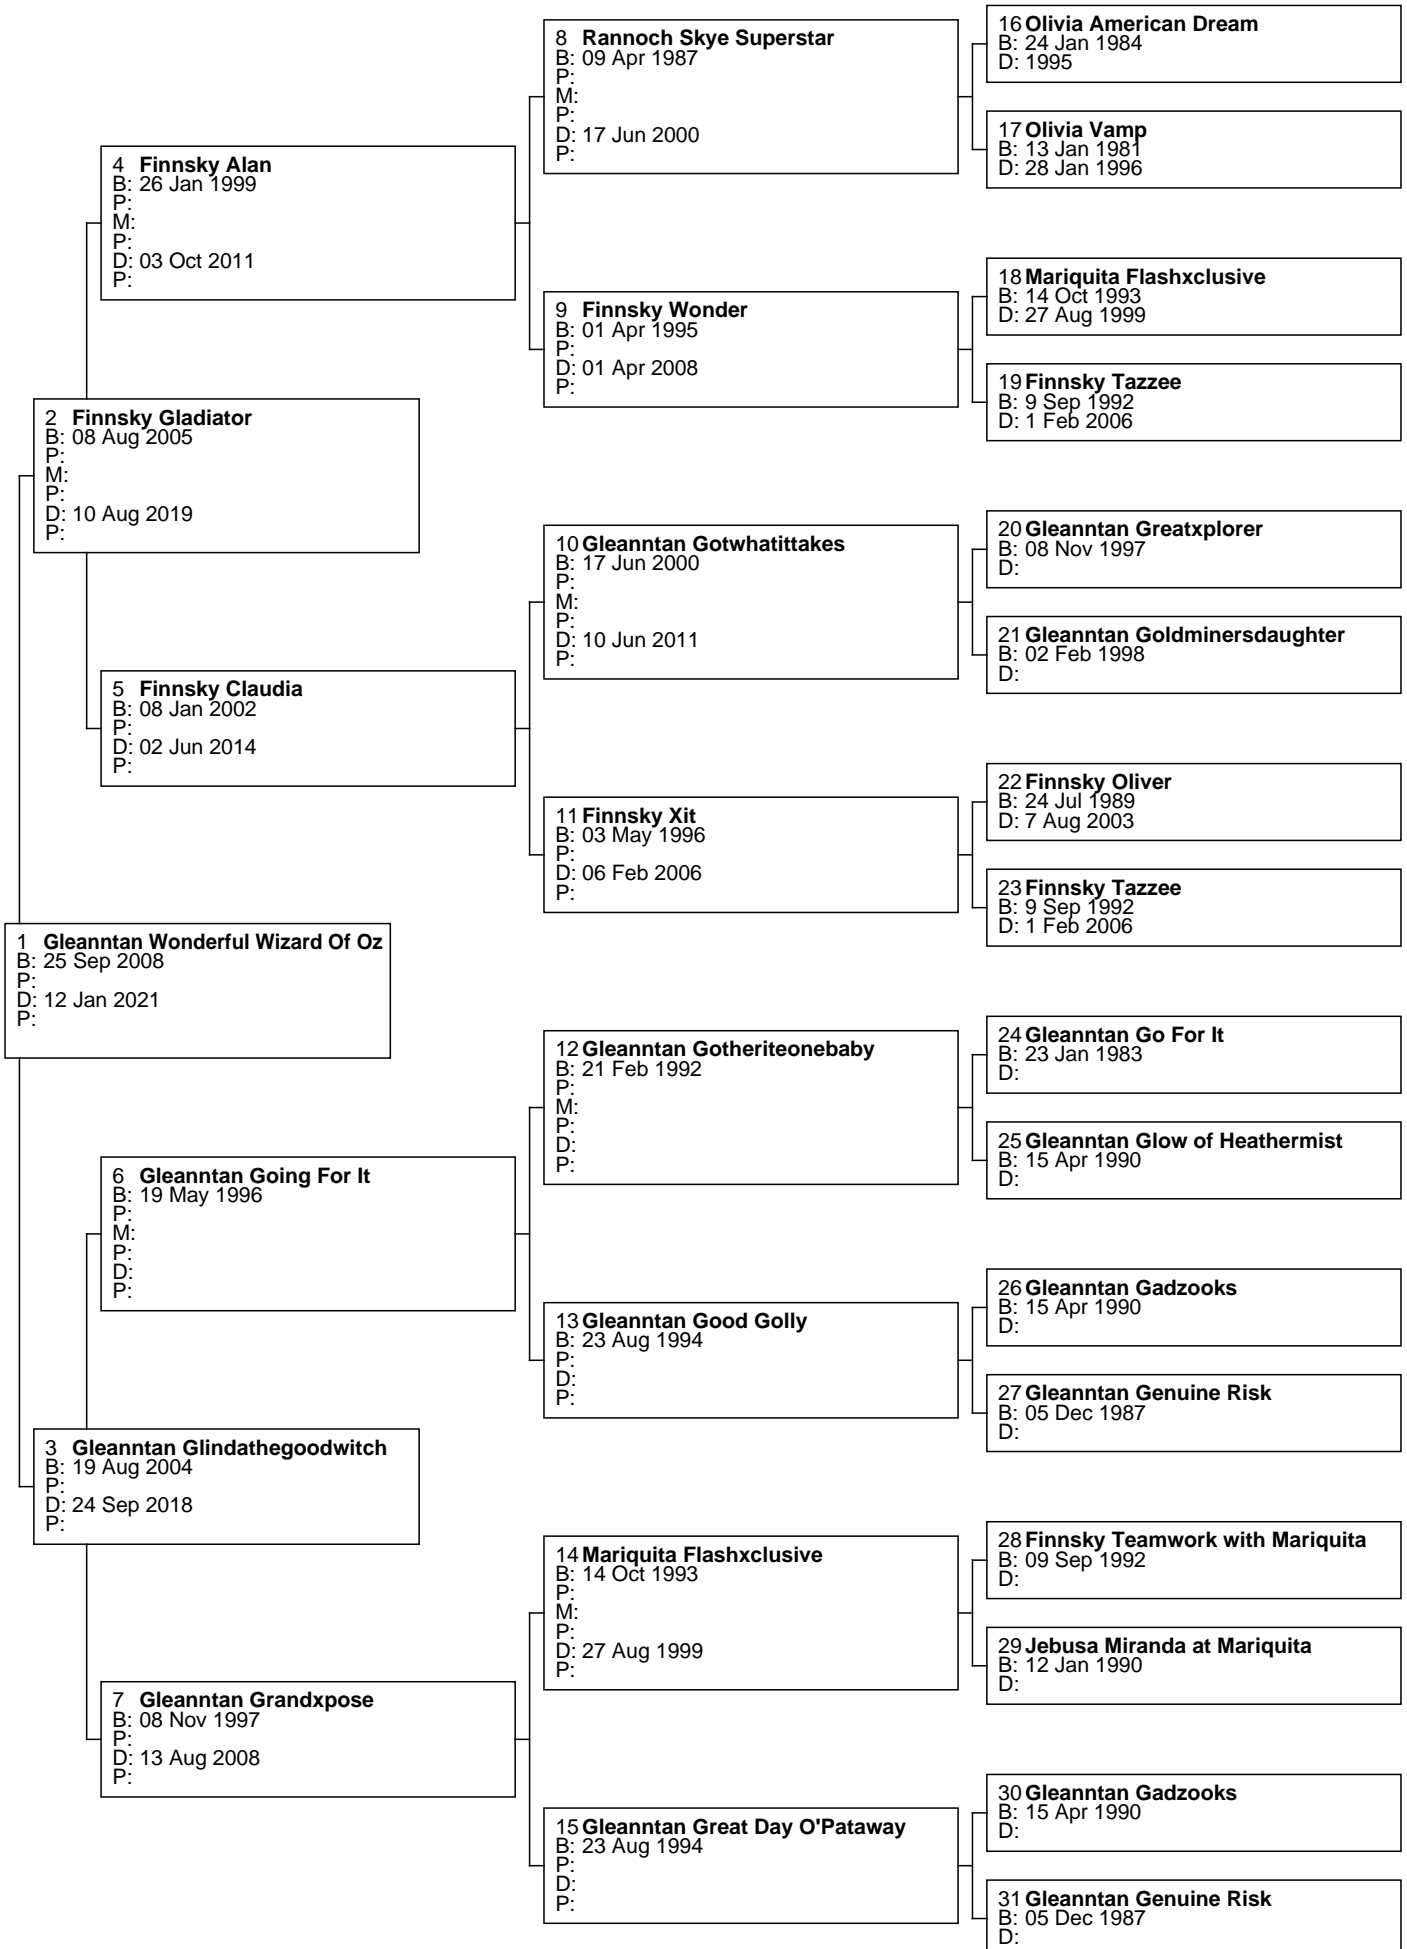 8 Rannoch Skye Superstar
B: 09 Apr 1987
P:
M:
P:
D: 17 Jun 2000
P:
16 Olivia American Dream
B: 24 Jan 1984
D: 1995
17 Olivia Vamp
B: 13 Jan 1981
D: 28 Jan 1996
4 Finnsky Alan
B: 26 Jan 1999
P:
M:
P:
D: 03 Oct 2011
P:
9 Finnsky Wonder
B: 01 Apr 1995
P:
D: 01 Apr 2008
P:
18 Mariquita Flashxclusive
B: 14 Oct 1993
D: 27 Aug 1999
19 Finnsky Tazzee
B: 9 Sep 1992
D: 1 Feb 2006
2 Finnsky Gladiator
B: 08 Aug 2005
P:
M:
P:
D: 10 Aug 2019
P:
10 Gleanntan Gotwhatittakes
B: 17 Jun 2000
P:
M:
P:
D: 10 Jun 2011
P:
20 Gleanntan Greatxplorer
B: 08 Nov 1997
D:
21 Gleanntan Goldminersdaughter
B: 02 Feb 1998
D:
5 Finnsky Claudia
B: 08 Jan 2002
P:
D: 02 Jun 2014
P:
11 Finnsky Xit
B: 03 May 1996
P:
D: 06 Feb 2006
P:
22 Finnsky Oliver
B: 24 Jul 1989
D: 7 Aug 2003
23 Finnsky Tazzee
B: 9 Sep 1992
D: 1 Feb 2006
1 Gleanntan Wonderful Wizard Of Oz
B: 25 Sep 2008
P:
D: 12 Jan 2021
P:
12 Gleanntan Gotheriteonebaby
B: 21 Feb 1992
P:
M:
P:
D:
P:
24 Gleanntan Go For It
B: 23 Jan 1983
D:
25 Gleanntan Glow of Heathermist
B: 15 Apr 1990
D:
6 Gleanntan Going For It
B: 19 May 1996
P:
M:
P:
D:
P:
13 Gleanntan Good Golly
B: 23 Aug 1994
P:
D:
P:
26 Gleanntan Gadzooks
B: 15 Apr 1990
D:
27 Gleanntan Genuine Risk
B: 05 Dec 1987
D:
3 Gleanntan Glindathegoodwitch
B: 19 Aug 2004
P:
D: 24 Sep 2018
P:
14 Mariquita Flashxclusive
B: 14 Oct 1993
P:
M:
P:
D: 27 Aug 1999
P:
28 Finnsky Teamwork with Mariquita
B: 09 Sep 1992
D:
29 Jebusa Miranda at Mariquita
B: 12 Jan 1990
D:
7 Gleanntan Grandxpose
B: 08 Nov 1997
P:
D: 13 Aug 2008
P:
15 Gleanntan Great Day O'Pataway
B: 23 Aug 1994
P:
D:
P:
30 Gleanntan Gadzooks
B: 15 Apr 1990
D:
31 Gleanntan Genuine Risk
B: 05 Dec 1987
D: